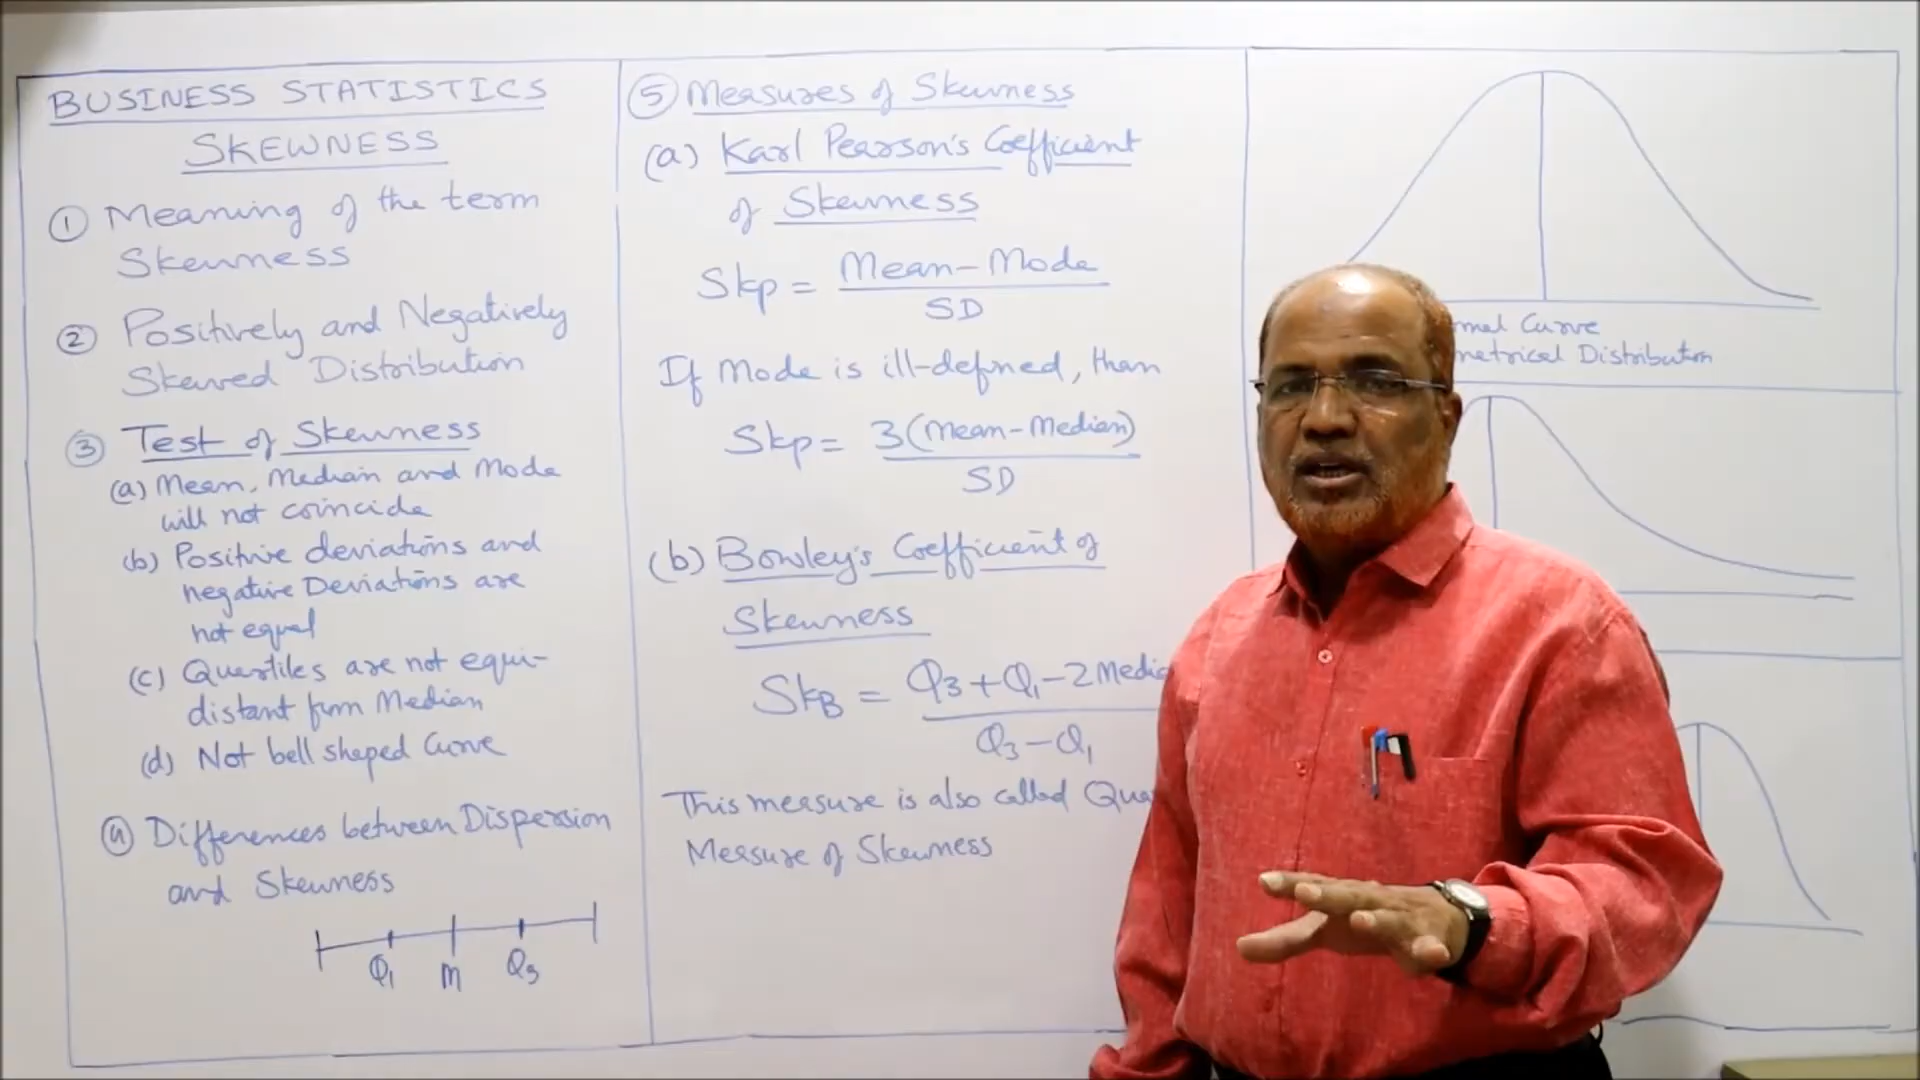 BUSINESS STATISTICS
SKEWNESS
① Meaning of the term
Skewness
② Positively and Negatively
Skewed Distribution
③ Test of Skewness
(a) Mean, Median and Mode
will not coincide
(b) Positive deviations and
negative Deviations are
not equal
(c) Quartiles are not equi-
distant from Median
(d) Not bell shaped Curve
④ Differences between Dispersion
and Skewness
Q1 M Q3
⑤ Measures of Skewness
(a) Karl Pearson's Coefficient
of Skewness
Skp = Mean - Mode
SD
If Mode is ill-defined, than
Skp = 3(Mean - Median)
SD
(b) Bowley's Coefficient of
Skewness
SkB = Q3 + Q1 - 2 Media
Q3 - Q1
This measure is also called Qua
Measure of Skewness
mal Curve
metrical Distribution